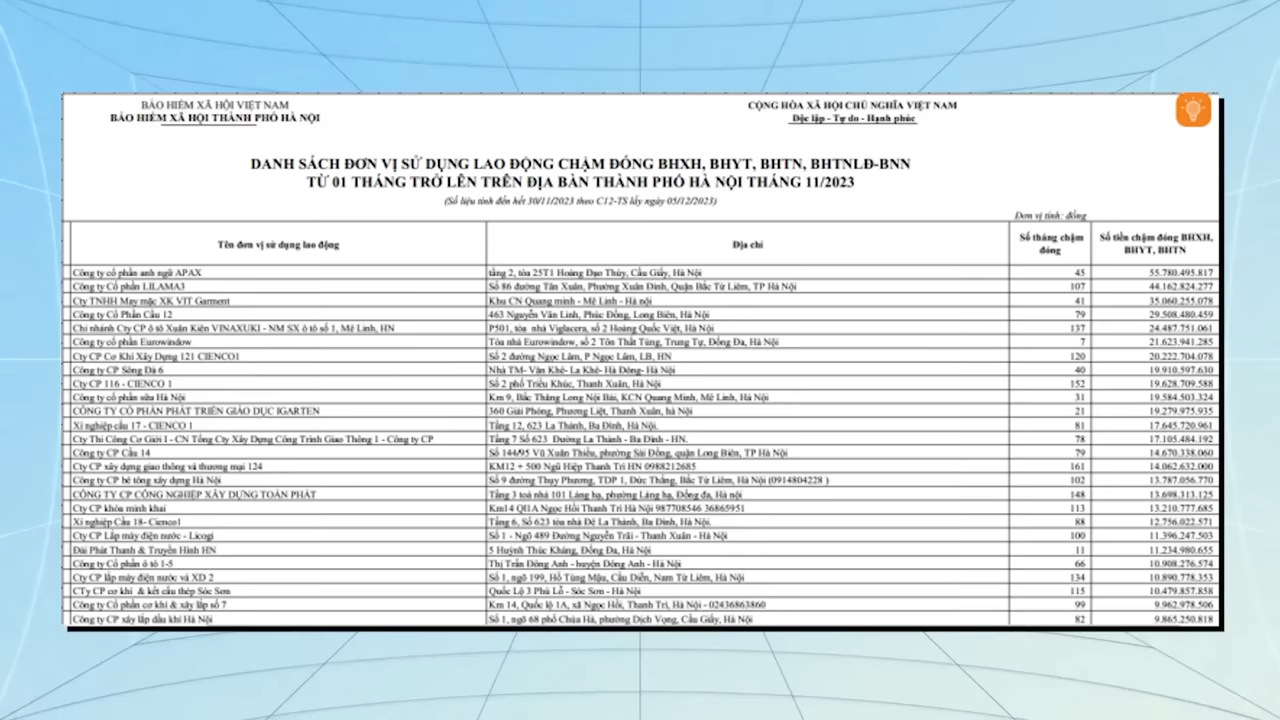 BẢO HIỂM XÃ HỘI VIỆT NAM
BẢO HIỂM XÃ HỘI THÀNH PHỐ HÀ NỘI
CỘNG HÒA XÃ HỘI CHỦ NGHĨA VIỆT NAM
Độc lập - Tự do - Hạnh phúc
DANH SÁCH ĐƠN VỊ SỬ DỤNG LAO ĐỘNG CHẬM ĐÓNG BHXH, BHYT, BHTN, BHTNLĐ-BNN
TỪ 01 THÁNG TRỞ LÊN TRÊN ĐỊA BÀN THÀNH PHỐ HÀ NỘI THÁNG 11/2023
(Số liệu tính đến hết 30/11/2023 theo C12-TS lấy ngày 05/12/2023)
Đơn vị tính: đồng
Tên đơn vị sử dụng lao động Địa chỉ Số tháng chậm đóng Số tiền chậm đóng BHXH, BHYT, BHTN
Công ty cổ phần anh ngữ APAX tầng 2, tòa 25T1 Hoàng Đạo Thúy, Cầu Giấy, Hà Nội 45 55.780.495.817
Công ty Cổ phần LILAMA3 Số 86 đường Tân Xuân, Phường Xuân Đỉnh, Quận Bắc Từ Liêm, TP Hà Nội 107 44.162.824.277
Cty TNHH May mặc XK VIT Garment Khu CN Quang minh - Mê Linh - Hà nội 41 35.060.255.078
Công ty Cổ Phần Cầu 12 463 Nguyễn Văn Linh, Phúc Đồng, Long Biên, Hà Nội 79 29.508.480.459
Chi nhánh Cty CP ô tô Xuân Kiên VINAXUKI - NM SX ô tô số 1, Mê Linh, HN P501, tòa nhà Viglacera, số 2 Hoàng Quốc Việt, Hà Nội 137 24.487.751.061
Công ty cổ phần Eurowindow Tòa nhà Eurowindow, số 2 Tôn Thất Tùng, Trung Tự, Đống Đa, Hà Nội 7 21.623.941.285
Cty CP Cơ Khí Xây Dựng 121 CIENCO1 Số 2 đường Ngọc Lâm, P Ngọc Lâm, LB, HN 120 20.222.704.078
Công ty CP Sông Đà 6 Nhà TM- Văn Khê- La Khê- Hà Đông- Hà Nội 40 19.910.597.630
Cty CP 116 - CIENCO 1 Số 2 phố Triều Khúc, Thanh Xuân, Hà Nội 152 19.628.709.588
Công ty cổ phần sữa Hà Nội Km 9, Bắc Thăng Long Nội Bài, KCN Quang Minh, Mê Linh, Hà Nội 31 19.584.503.324
CÔNG TY CỔ PHẦN PHÁT TRIỂN GIÁO DỤC IGARTEN 360 Giải Phóng, Phương Liệt, Thanh Xuân, hà Nội 21 19.279.975.935
Xí nghiệp cầu 17 - CIENCO 1 Tầng 12, 623 La Thành, Ba Đình, Hà Nội. 81 17.645.720.961
Cty Thi Công Cơ Giới 1 - CN Tổng Cty Xây Dựng Công Trình Giao Thông 1 - Công ty CP Tầng 7 Số 623 Đường La Thành - Ba Đình - HN. 78 17.105.484.192
Công ty CP Cầu 14 Số 144/95 Vũ Xuân Thiều, phường Sài Đồng, quận Long Biên, TP Hà Nội 79 14.670.338.060
Cty CP xây dựng giao thông và thương mại 124 KM12 + 500 Ngũ Hiệp Thanh Trì HN 0988212685 161 14.062.632.000
Công ty CP bê tông xây dựng Hà Nội Số 9 đường Thụy Phương, TDP 1, Đức Thắng, Bắc Từ Liêm, Hà Nội (0914804228 ) 102 13.787.056.770
CÔNG TY CP CÔNG NGHIỆP XÂY DỰNG TOÀN PHÁT Tầng 3 toà nhà 101 Láng hạ, phường Láng hạ, Đống đa, Hà nội 148 13.698.313.125
Cty CP khóa minh khai Km14 Ql1A Ngọc Hồi Thanh Trì Hà Nội 987708546 36865951 113 13.210.777.685
Xí nghiệp Cầu 18- Cienco1 Tầng 6, Số 623 tòa nhà Đê La Thành, Ba Đình, Hà Nội. 88 12.756.022.571
Cty CP Lắp máy điện nước - Licogi Số 1 - Ngõ 489 Đường Nguyễn Trãi - Thanh Xuân - Hà Nội 100 11.396.247.503
Đài Phát Thanh & Truyền Hình HN 5 Huỳnh Thúc Kháng, Đống Đa, Hà Nội 11 11.234.980.655
Công ty Cổ phần ô tô 1-5 Thị Trấn Đông Anh - huyện Đông Anh - Hà Nội 66 10.908.276.574
Cty CP lắp máy điện nước và XD 2 Số 1, ngõ 199, Hồ Tùng Mậu, Cầu Diễn, Nam Từ Liêm, Hà Nội 134 10.890.778.353
CTy CP cơ khí & kết cấu thép Sóc Sơn Quốc Lộ 3 Phù Lỗ - Sóc Sơn - Hà Nội 115 10.479.857.858
Công ty Cổ phần cơ khí & xây lắp số 7 Km 14, Quốc lộ 1A, xã Ngọc Hồi, Thanh Trì, Hà Nội - 02436863860 99 9.962.978.506
Công ty CP xây lắp dầu khí Hà Nội Số 1, ngõ 68 phố Chùa Hà, phường Dịch Vọng, Cầu Giấy, Hà Nội 82 9.865.250.818